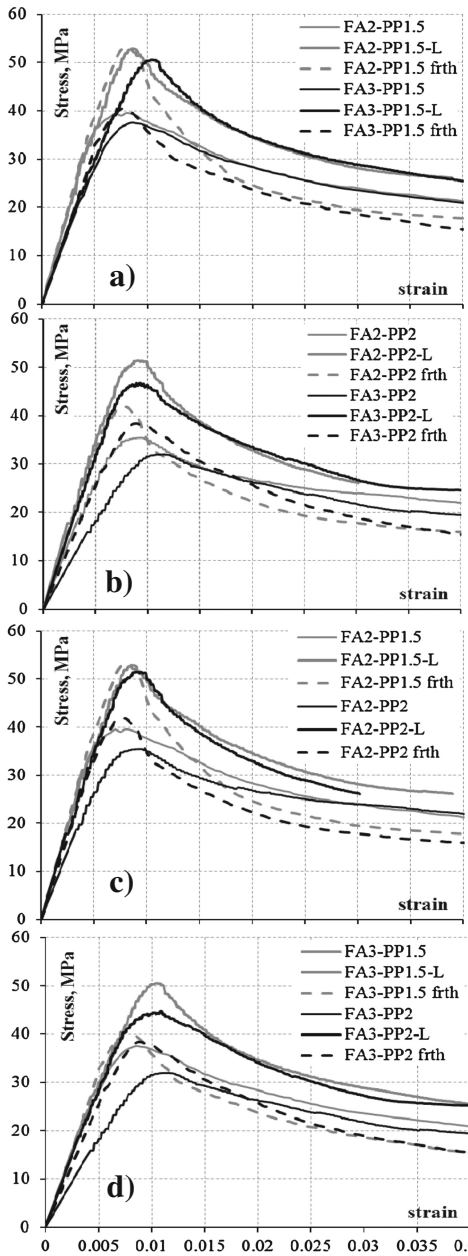 60
50
40
30
20
10
0
Stress, MPa
FA2-PP1.5
FA2-PP1.5-L
FA2-PP1.5 frth
FA3-PP1.5
FA3-PP1.5-L
FA3-PP1.5 frth
a)
strain
60
50
40
30
20
10
0
Stress, MPa
FA2-PP2
FA2-PP2-L
FA2-PP2 frth
FA3-PP2
FA3-PP2-L
FA3-PP2 frth
b)
strain
60
50
40
30
20
10
0
Stress, MPa
FA2-PP1.5
FA2-PP1.5-L
FA2-PP1.5 frth
FA2-PP2
FA2-PP2-L
FA2-PP2 frth
c)
strain
60
50
40
30
20
10
0
Stress, MPa
FA3-PP1.5
FA3-PP1.5-L
FA3-PP1.5 frth
FA3-PP2
FA3-PP2-L
FA3-PP2 frth
d)
strain
0 0.005 0.01 0.015 0.02 0.025 0.03 0.035 0.0